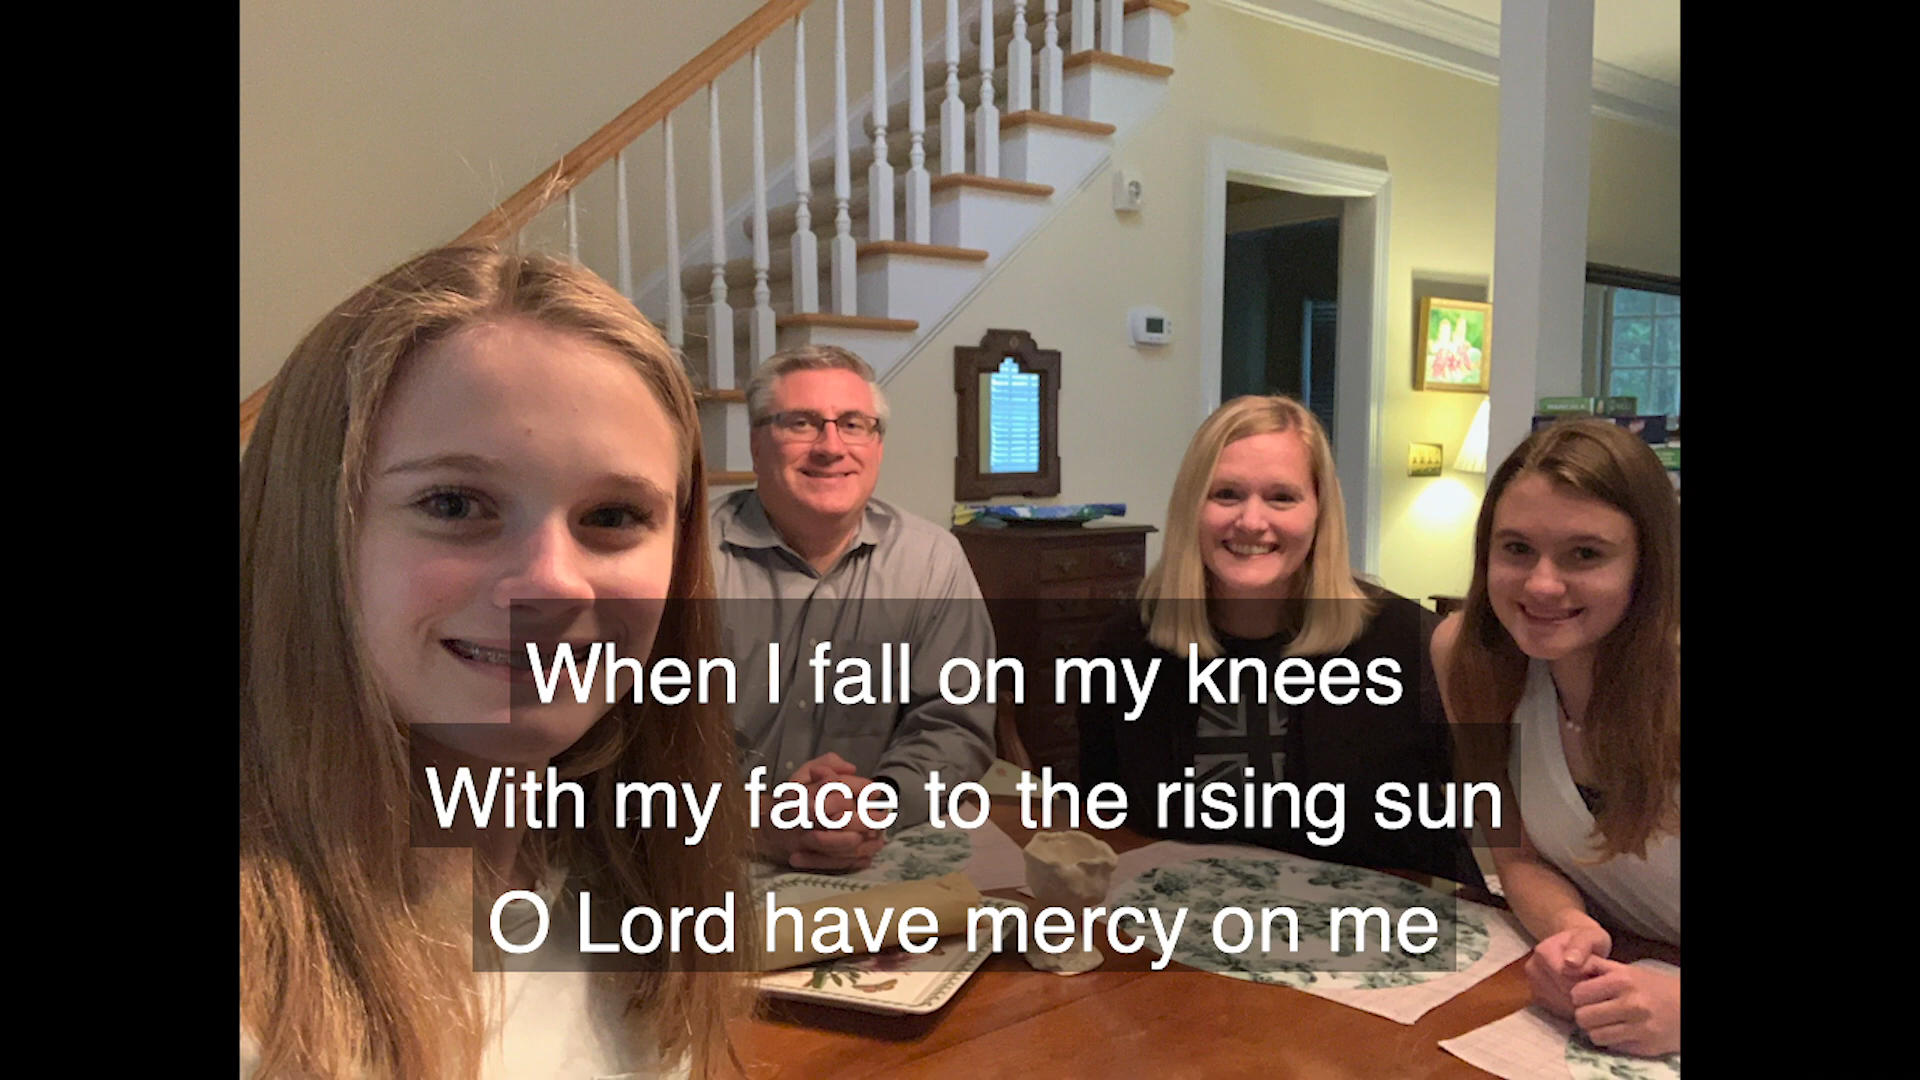 When I fall on my knees
With my face to the rising sun
O Lord have mercy on me